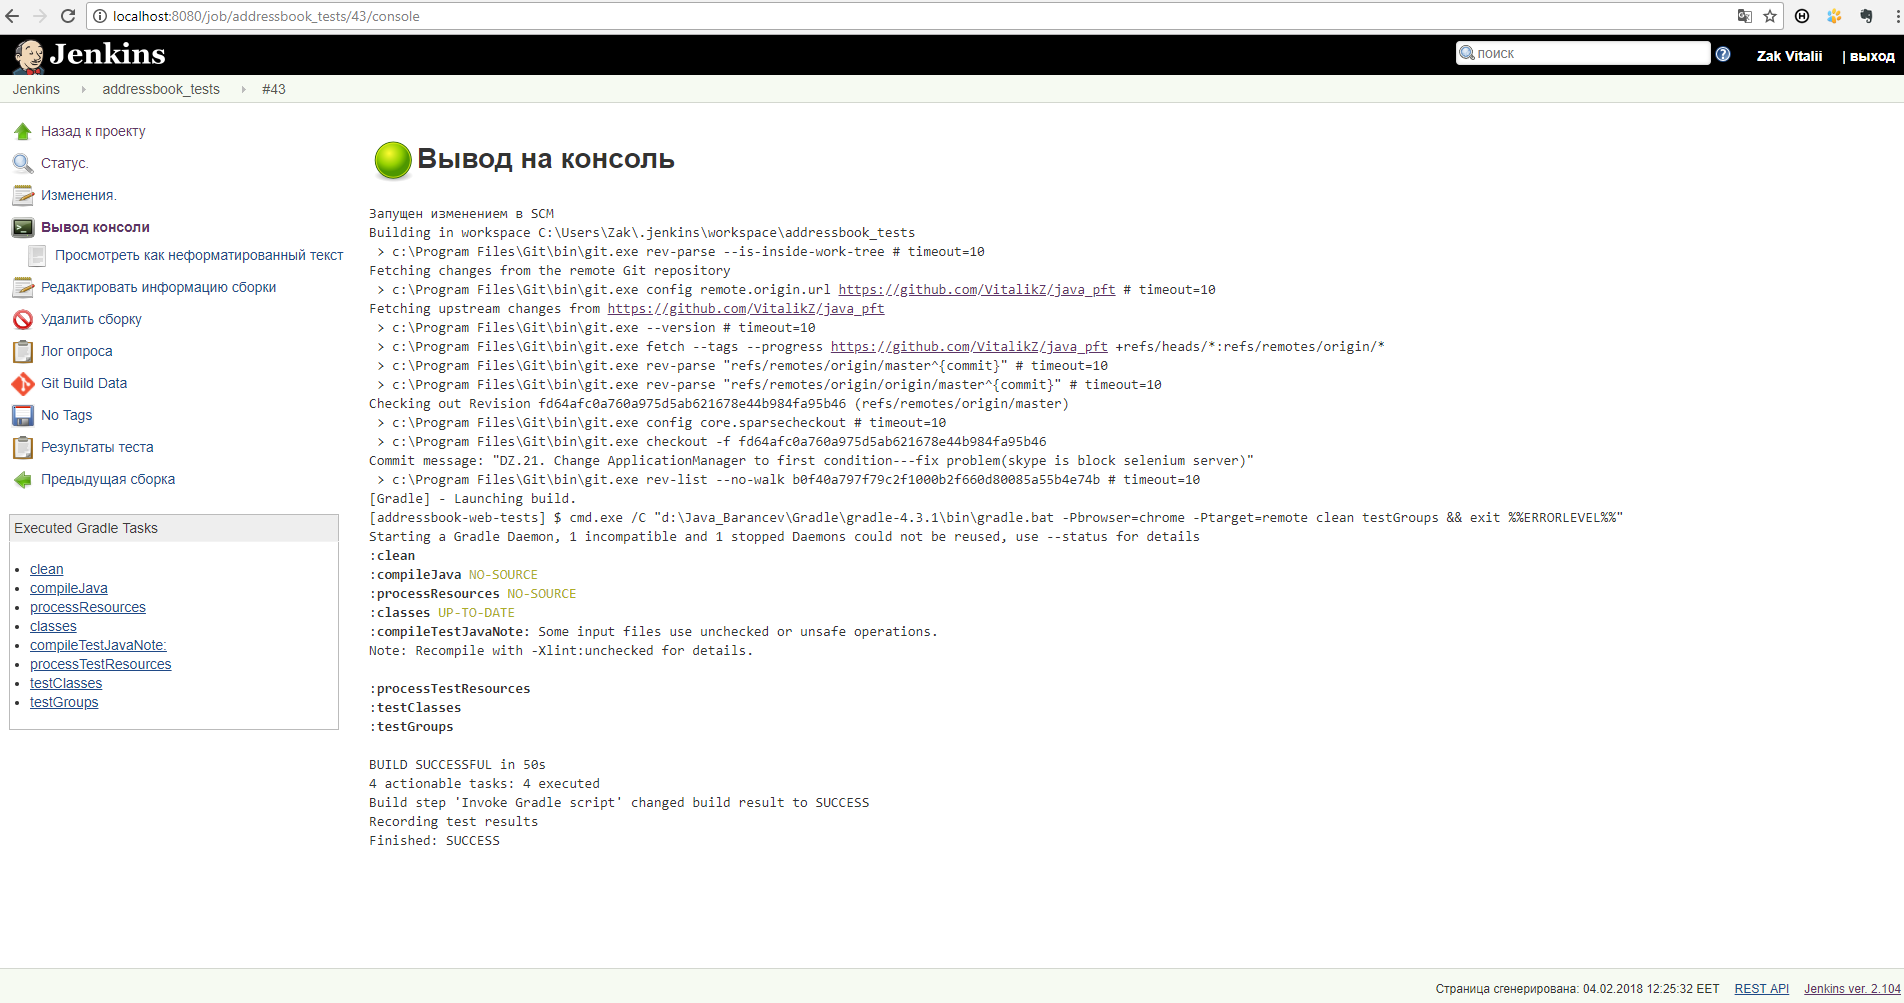 localhost:8080/job/addressbook_tests/43/console
Jenkins
поиск
Zak Vitalii
| выход
Jenkins
addressbook_tests
#43
Назад к проекту
Статус.
Изменения.
Вывод консоли
Просмотреть как неформатированный текст
Редактировать информацию сборки
Удалить сборку
Лог опроса
Git Build Data
No Tags
Результаты теста
Предыдущая сборка
Executed Gradle Tasks
clean
compileJava
processResources
classes
compileTestJavaNote:
processTestResources
testClasses
testGroups
Вывод на консоль
Запущен изменением в SCM
Building in workspace C:\Users\Zak\.jenkins\workspace\addressbook_tests
> c:\Program Files\Git\bin\git.exe rev-parse --is-inside-work-tree # timeout=10
Fetching changes from the remote Git repository
> c:\Program Files\Git\bin\git.exe config remote.origin.url https://github.com/VitalikZ/java_pft # timeout=10
Fetching upstream changes from https://github.com/VitalikZ/java_pft
> c:\Program Files\Git\bin\git.exe --version # timeout=10
> c:\Program Files\Git\bin\git.exe fetch --tags --progress https://github.com/VitalikZ/java_pft +refs/heads/*:refs/remotes/origin/*
> c:\Program Files\Git\bin\git.exe rev-parse "refs/remotes/origin/master^{commit}" # timeout=10
> c:\Program Files\Git\bin\git.exe rev-parse "refs/remotes/origin/origin/master^{commit}" # timeout=10
Checking out Revision fd64afc0a760a975d5ab621678e44b984fa95b46 (refs/remotes/origin/master)
> c:\Program Files\Git\bin\git.exe config core.sparsecheckout # timeout=10
> c:\Program Files\Git\bin\git.exe checkout -f fd64afc0a760a975d5ab621678e44b984fa95b46
Commit message: "DZ.21. Change ApplicationManager to first condition---fix problem(skype is block selenium server)"
> c:\Program Files\Git\bin\git.exe rev-list --no-walk b0f40a797f79c2f1000b2f660d80085a55b4e74b # timeout=10
[Gradle] - Launching build.
[addressbook-web-tests] $ cmd.exe /C "d:\Java_Barancev\Gradle\gradle-4.3.1\bin\gradle.bat -Pbrowser=chrome -Ptarget=remote clean testGroups && exit %%ERRORLEVEL%%"
Starting a Gradle Daemon, 1 incompatible and 1 stopped Daemons could not be reused, use --status for details
:clean
:compileJava NO-SOURCE
:processResources NO-SOURCE
:classes UP-TO-DATE
:compileTestJavaNote: Some input files use unchecked or unsafe operations.
Note: Recompile with -Xlint:unchecked for details.
:processTestResources
:testClasses
:testGroups
BUILD SUCCESSFUL in 50s
4 actionable tasks: 4 executed
Build step 'Invoke Gradle script' changed build result to SUCCESS
Recording test results
Finished: SUCCESS
Страница сгенерирована: 04.02.2018 12:25:32 EET
REST API
Jenkins ver. 2.104